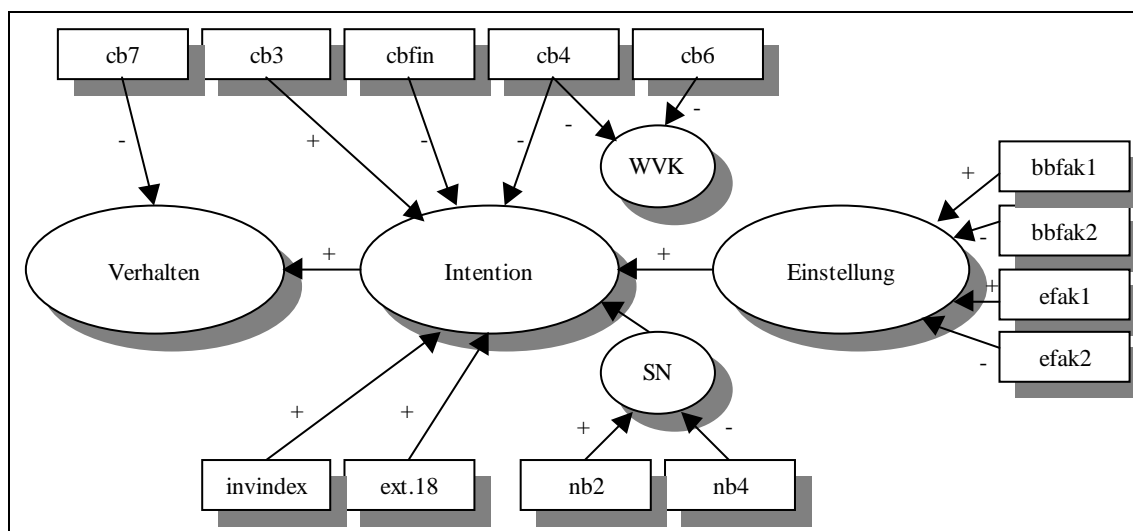 cb7
cb3
cbfin
cb4
cb6
-
+
-
-
-
-
WVK
+
bbfak1
-
bbfak2
Verhalten
+
Intention
+
Einstellung
+
efak1
-
efak2
SN
+
+
+
-
invindex
ext.18
nb2
nb4